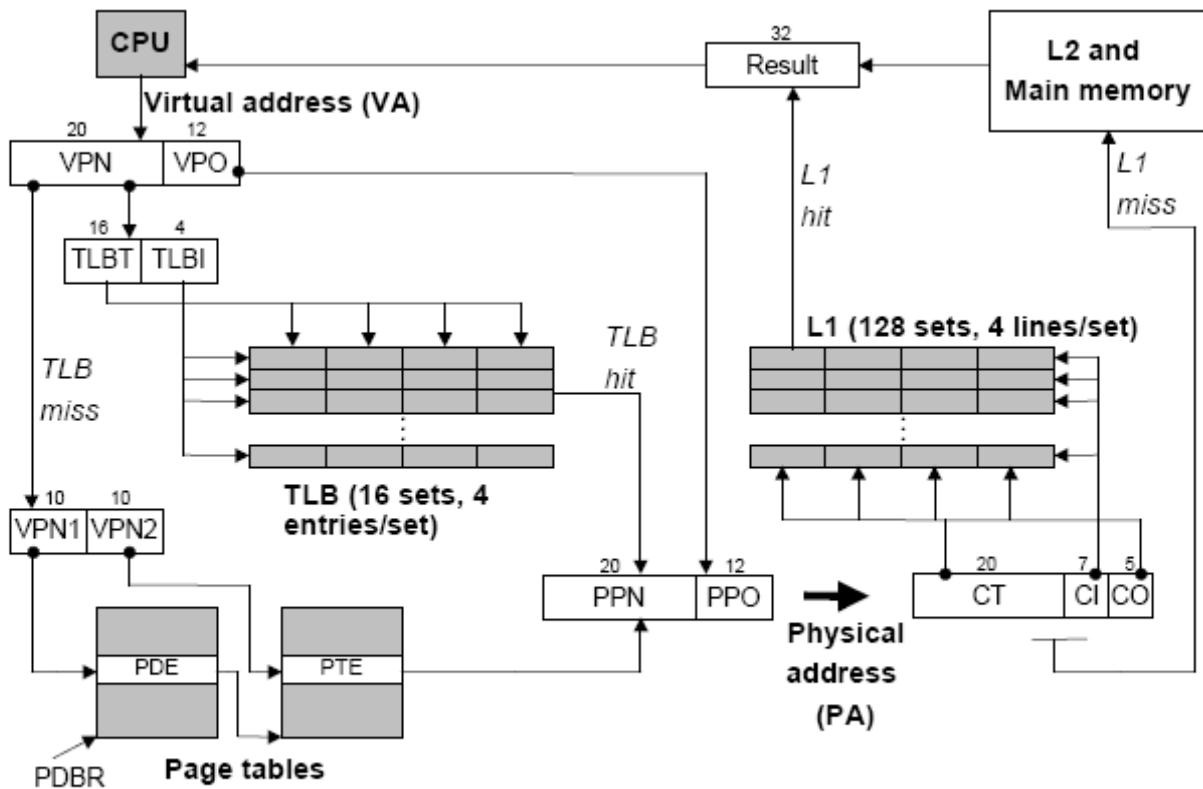 CPU
32
Result
L2 and
Main memory
Virtual address (VA)
20 12
VPN VPO
L1
hit
L1
miss
16 4
TLBT TLBI
TLB
miss
TLB
hit
L1 (128 sets, 4 lines/set)
TLB (16 sets, 4
entries/set)
10 10
VPN1 VPN2
20 12
PPN PPO
20 7 5
CT CI CO
Physical
address
(PA)
PDE
PTE
PDBR
Page tables